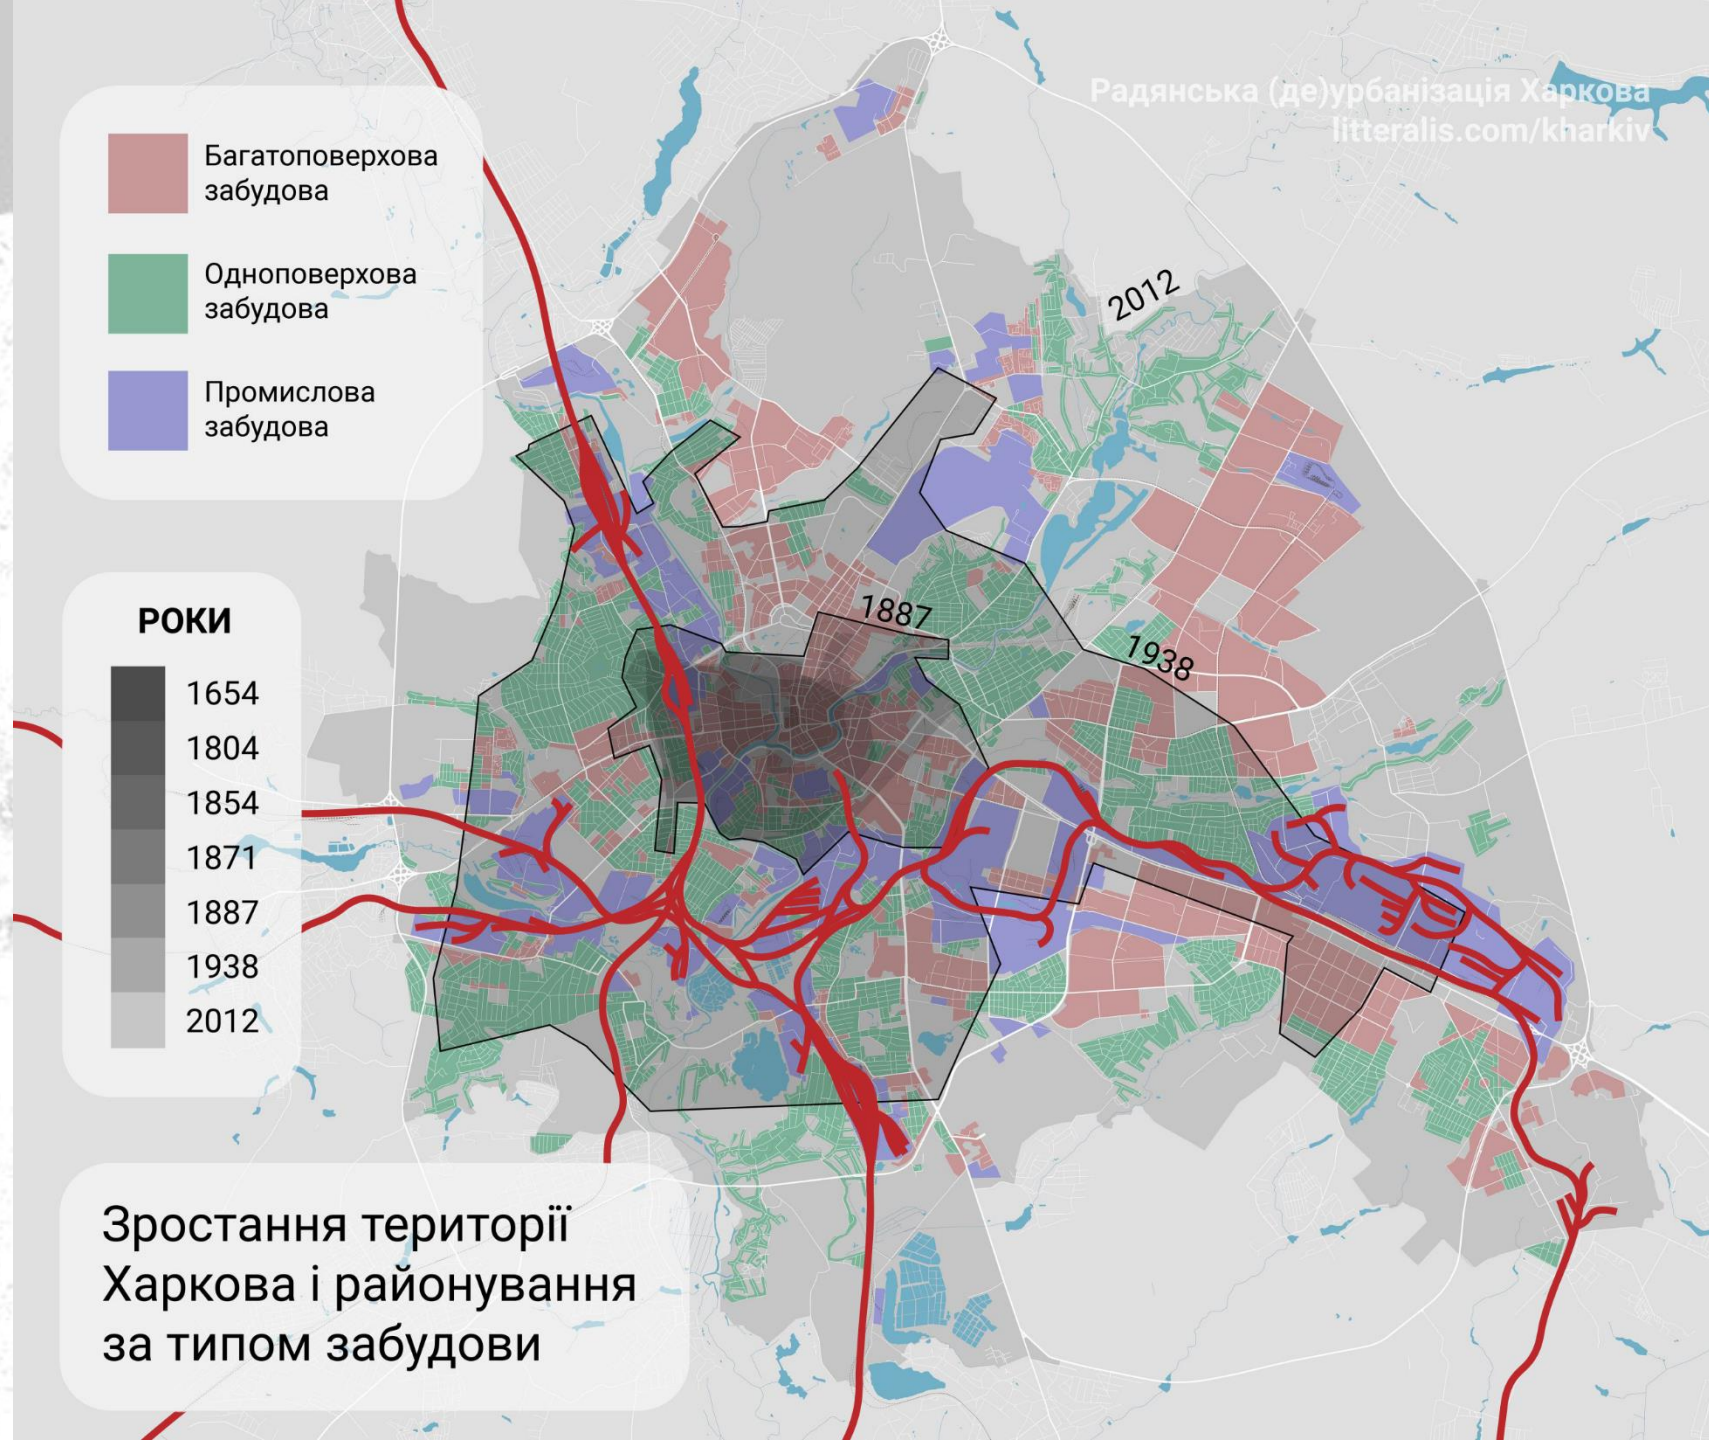 Радянська (де)урбанізація Харкова
litteralis.com/kharkiv
Багатоповерхова
забудова
Одноповерхова
забудова
Промислова
забудова
2012
1887
1938
РОКИ
1654
1804
1854
1871
1887
1938
2012
Зростання території
Харкова і районування
за типом забудови